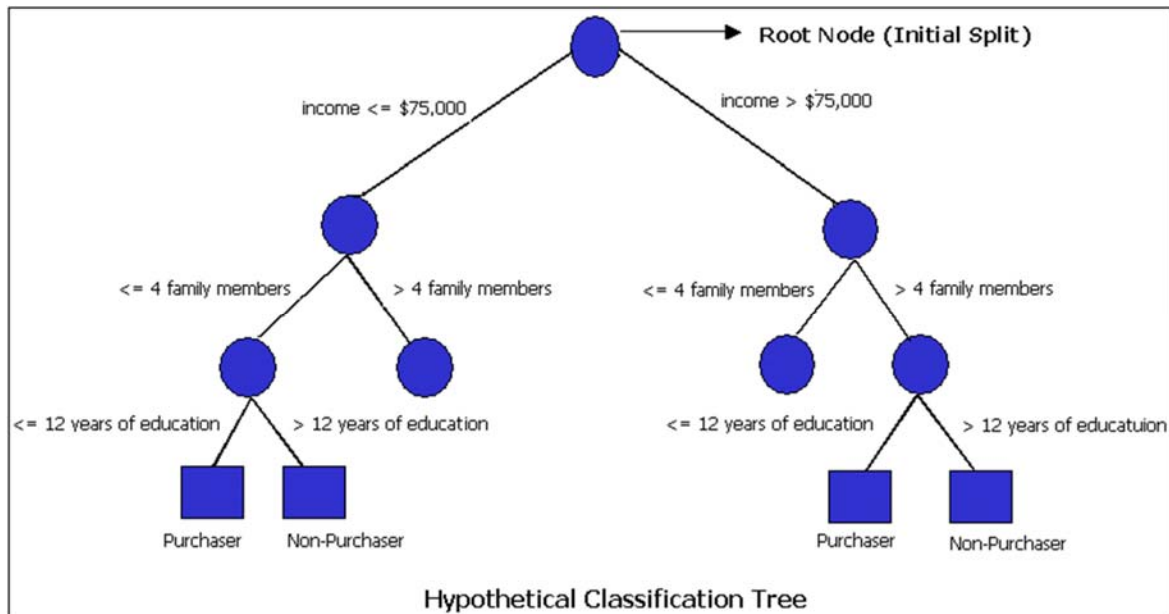 Root Node (Initial Split)
income <= $75,000
income > $75,000
<= 4 family members
> 4 family members
<= 4 family members
> 4 family members
<= 12 years of education
> 12 years of education
<= 12 years of education
> 12 years of educatuion
Purchaser
Non-Purchaser
Purchaser
Non-Purchaser
Hypothetical Classification Tree